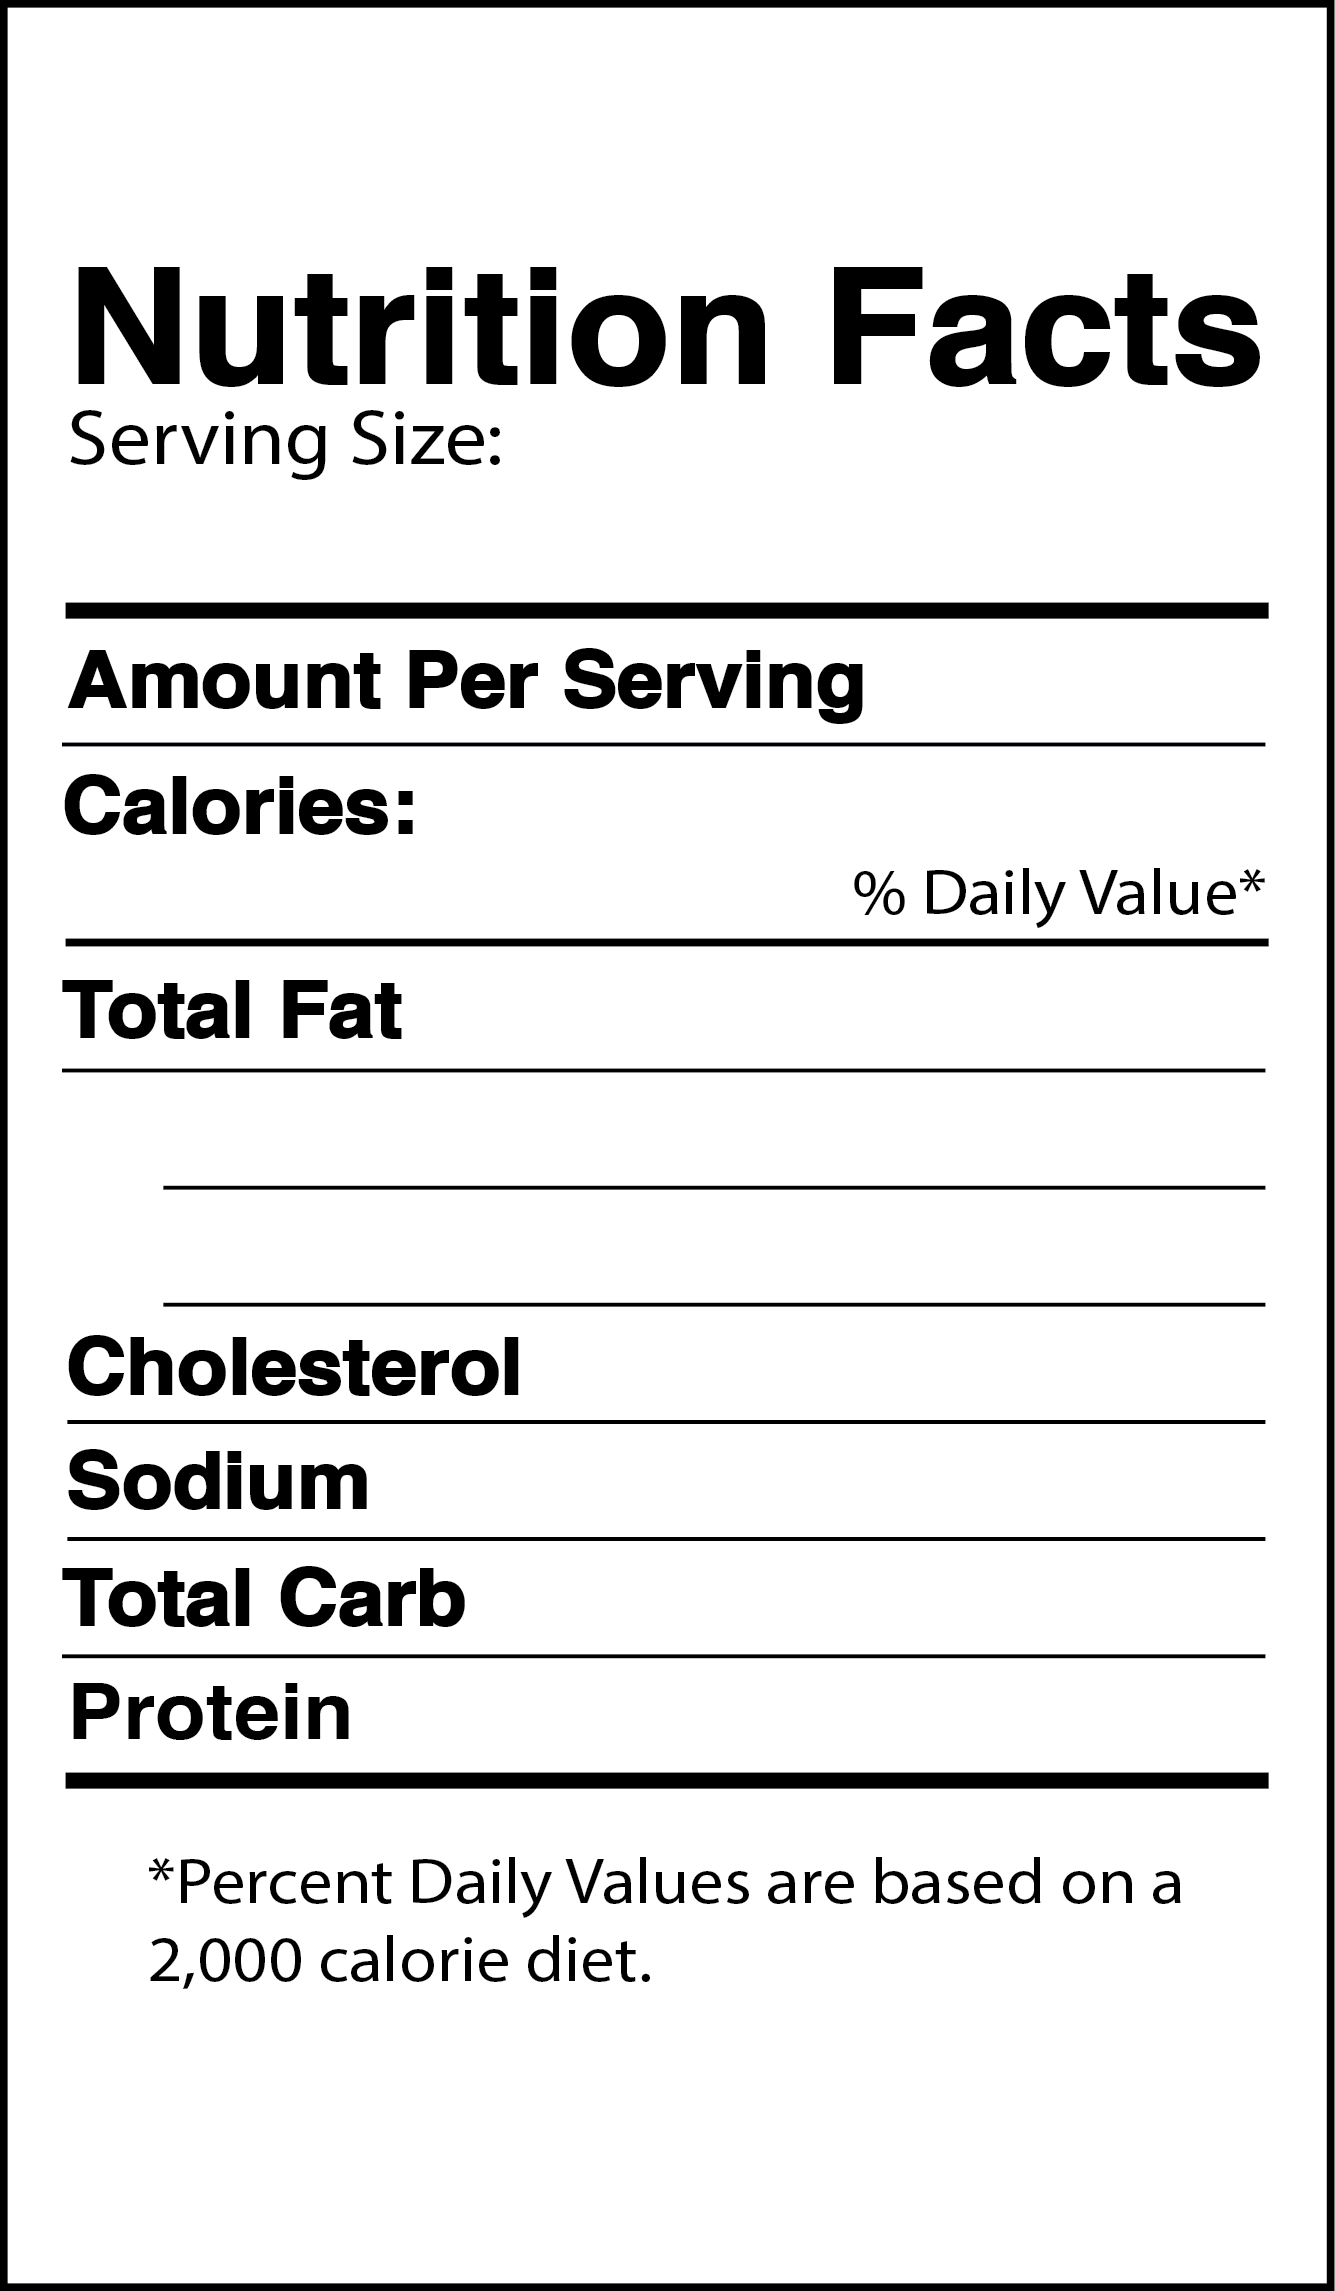 Nutrition Facts
Serving Size:
Amount Per Serving
Calories:
% Daily Value*
Total Fat
Cholesterol
Sodium
Total Carb
Protein
*Percent Daily Values are based on a
2,000 calorie diet.